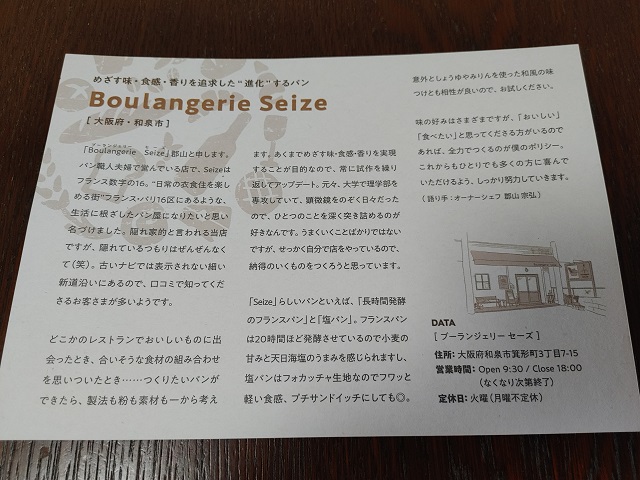 めざす味・食感・香りを追求した“進化”するパン
Boulangerie Seize
[ 大阪府・和泉市 ]
ブーランジェリー セーズ
「Boulangerie Seize」郡山と申します。
パン職人夫婦で営んでいる店で、Seizeは
フランス数字の16。“日常の衣食住を楽し
める街”フランス・パリ16区にあるような、
生活に根ざしたパン屋になりたいと思い
名づけました。隠れ家的と言われる当店
ですが、隠れているつもりはぜんぜんなく
て（笑）。古いナビでは表示されない細い
新道沿いにあるので、口コミで知ってくだ
さるお客さまが多いようです。
どこかのレストランでおいしいものに出
会ったとき、合いそうな食材の組み合わせ
を思いついたとき……つくりたいパンが
できたら、製法も粉も素材も一から考え
ます。あくまでめざす味・食感・香りを実現
することが目的なので、常に試作を繰り
返してアップデート。元々、大学で理学部を
専攻していて、顕微鏡をのぞく日々だった
ので、ひとつのことを深く突き詰めるのが
好きなんです。うまくいくことばかりではない
ですが、せっかく自分で店をやっているので、
納得のいくものをつくろうと思っています。
「Seize」らしいパンといえば、「長時間発酵
のフランスパン」と「塩パン」。フランスパン
は20時間ほど発酵させているので小麦の
甘みと天日海塩のうまみを感じられますし、
塩パンはフォカッチャ生地なのでフワッと
軽い食感、プチサンドイッチにしても◎。
意外としょうゆやみりんを使った和風の味
つけとも相性が良いので、お試しください。
味の好みはさまざまですが、「おいしい」
「食べたい」と思ってくださる方がいるので
あれば、全力でつくるのが僕のポリシー。
これからもひとりでも多くの方に喜んで
いただけるよう、しっかり努力していきます。
（ 語り手：オーナーシェフ 郡山 宗弘 ）
DATA
[ ブーランジェリー セーズ ]
住所：大阪府和泉市箕形町3丁目7-15
営業時間：Open 9:30 / Close 18:00
（なくなり次第終了）
定休日：火曜（月曜不定休）